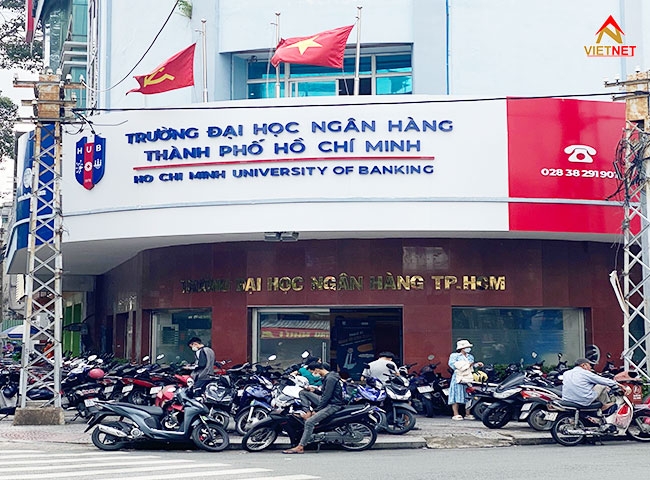 VIETNET
TRƯỜNG ĐẠI HỌC NGÂN HÀNG
THÀNH PHỐ HỒ CHÍ MINH
HO CHI MINH UNIVERSITY OF BANKING
HUB
028 38 291 901
TRƯỜNG ĐẠI HỌC NGÂN HÀNG TP.HCM